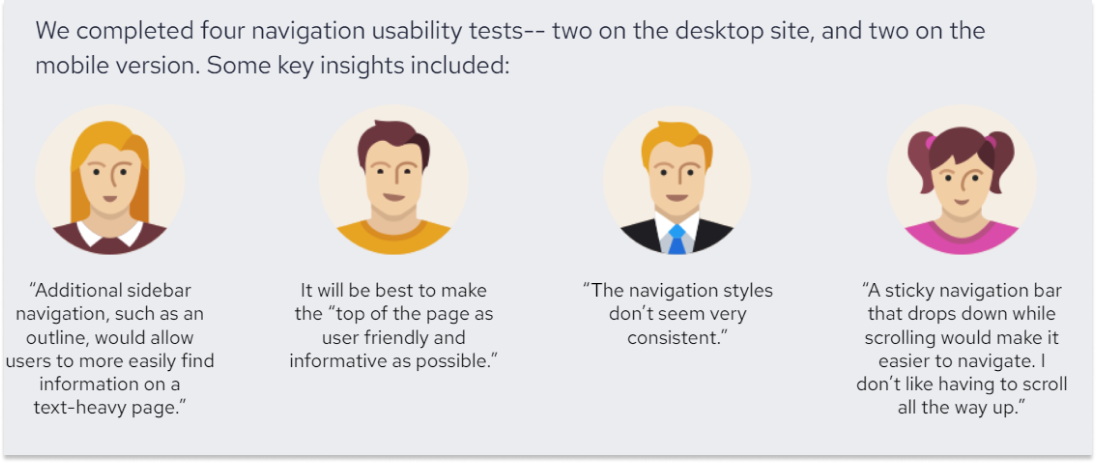 We completed four navigation usability tests-- two on the desktop site, and two on the
mobile version. Some key insights included:
“Additional sidebar
navigation, such as an
outline, would allow
users to more easily find
information on a
text-heavy page.”
It will be best to make
the “top of the page as
user friendly and
informative as possible.”
“The navigation styles
don’t seem very
consistent.”
“A sticky navigation bar
that drops down while
scrolling would make it
easier to navigate. I
don’t like having to scroll
all the way up.”